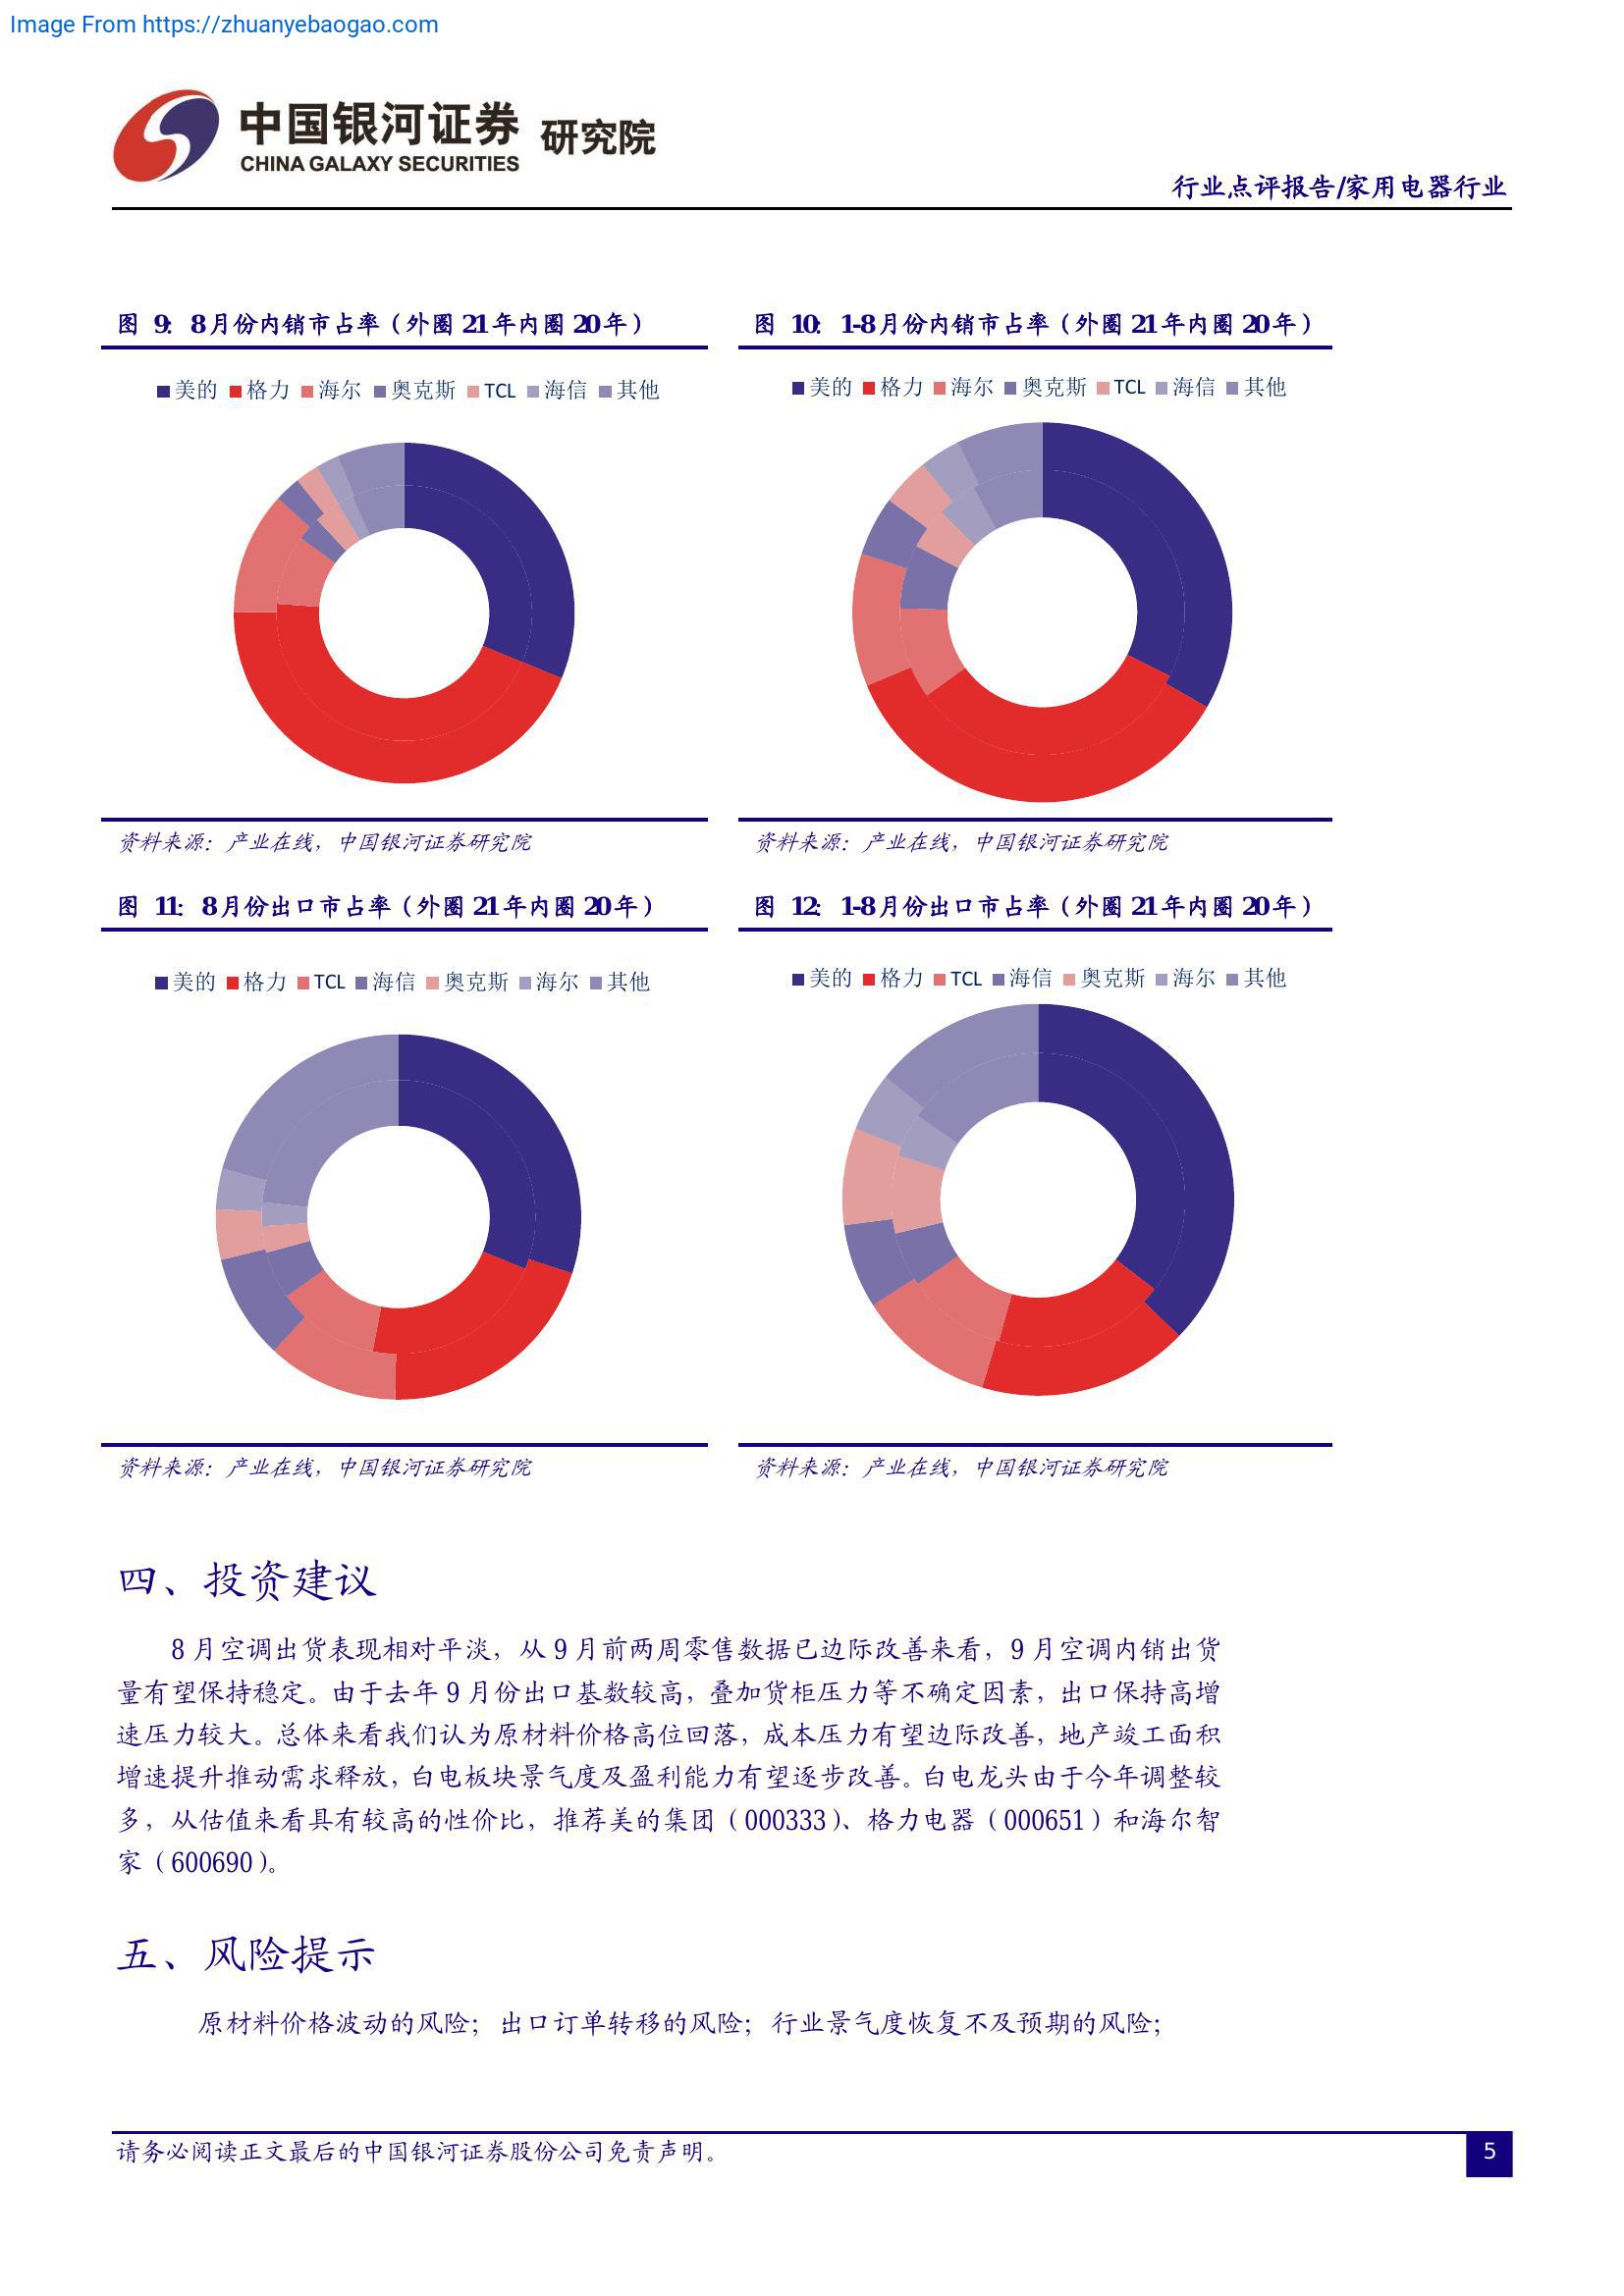 Image From https://zhuanyebaogao.com
中国银河证券 研究院
CHINA GALAXY SECURITIES
行业点评报告/家用电器行业
图 9: 8月份内销市占率（外圈21年内圈20年）
美的 格力 海尔 奥克斯 TCL 海信 其他
资料来源：产业在线，中国银河证券研究院
图 10: 1-8月份内销市占率（外圈21年内圈20年）
美的 格力 海尔 奥克斯 TCL 海信 其他
资料来源：产业在线，中国银河证券研究院
图 11: 8月份出口市占率（外圈21年内圈20年）
美的 格力 TCL 海信 奥克斯 海尔 其他
资料来源：产业在线，中国银河证券研究院
图 12: 1-8月份出口市占率（外圈21年内圈20年）
美的 格力 TCL 海信 奥克斯 海尔 其他
资料来源：产业在线，中国银河证券研究院
四、投资建议
8 月空调出货表现相对平淡，从 9 月前两周零售数据已边际改善来看，9 月空调内销出货
量有望保持稳定。由于去年 9 月份出口基数较高，叠加货柜压力等不确定因素，出口保持高增
速压力较大。总体来看我们认为原材料价格高位回落，成本压力有望边际改善，地产竣工面积
增速提升推动需求释放，白电板块景气度及盈利能力有望逐步改善。白电龙头由于今年调整较
多，从估值来看具有较高的性价比，推荐美的集团（000333）、格力电器（000651）和海尔智
家（600690）。
五、风险提示
原材料价格波动的风险；出口订单转移的风险；行业景气度恢复不及预期的风险；
请务必阅读正文最后的中国银河证券股份公司免责声明。
5